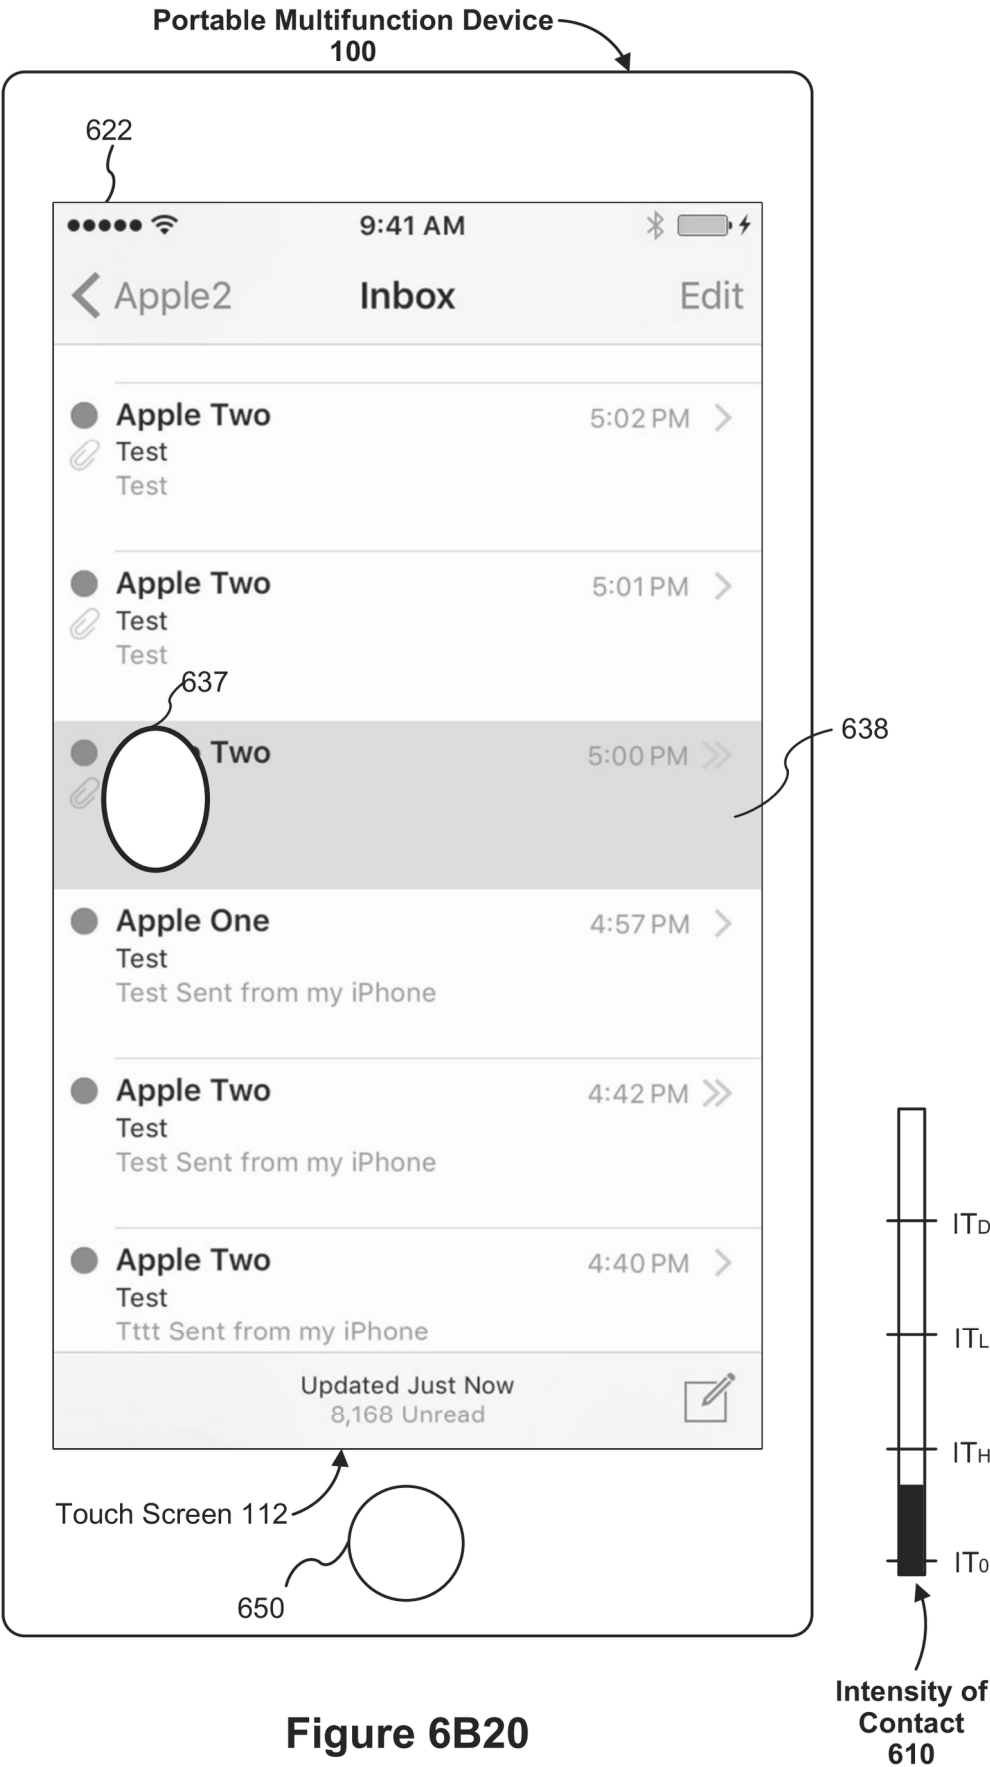 Portable Multifunction Device
100
622
9:41 AM
Apple2 Inbox Edit
Apple Two 5:02 PM
Test
Test
Apple Two 5:01 PM
Test
Test
637
Two 5:00 PM
638
Apple One 4:57 PM
Test
Test Sent from my iPhone
Apple Two 4:42 PM
Test
Test Sent from my iPhone
Apple Two 4:40 PM
Test
Tttt Sent from my iPhone
Updated Just Now
8,168 Unread
Touch Screen 112
650
ITD
ITL
ITH
IT0
Intensity of
Contact
610
Figure 6B20